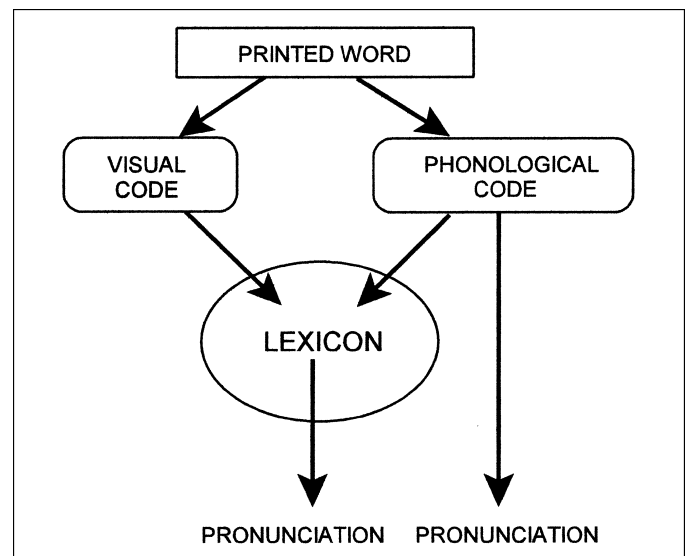 PRINTED WORD
VISUAL
CODE
PHONOLOGICAL
CODE
LEXICON
PRONUNCIATION
PRONUNCIATION